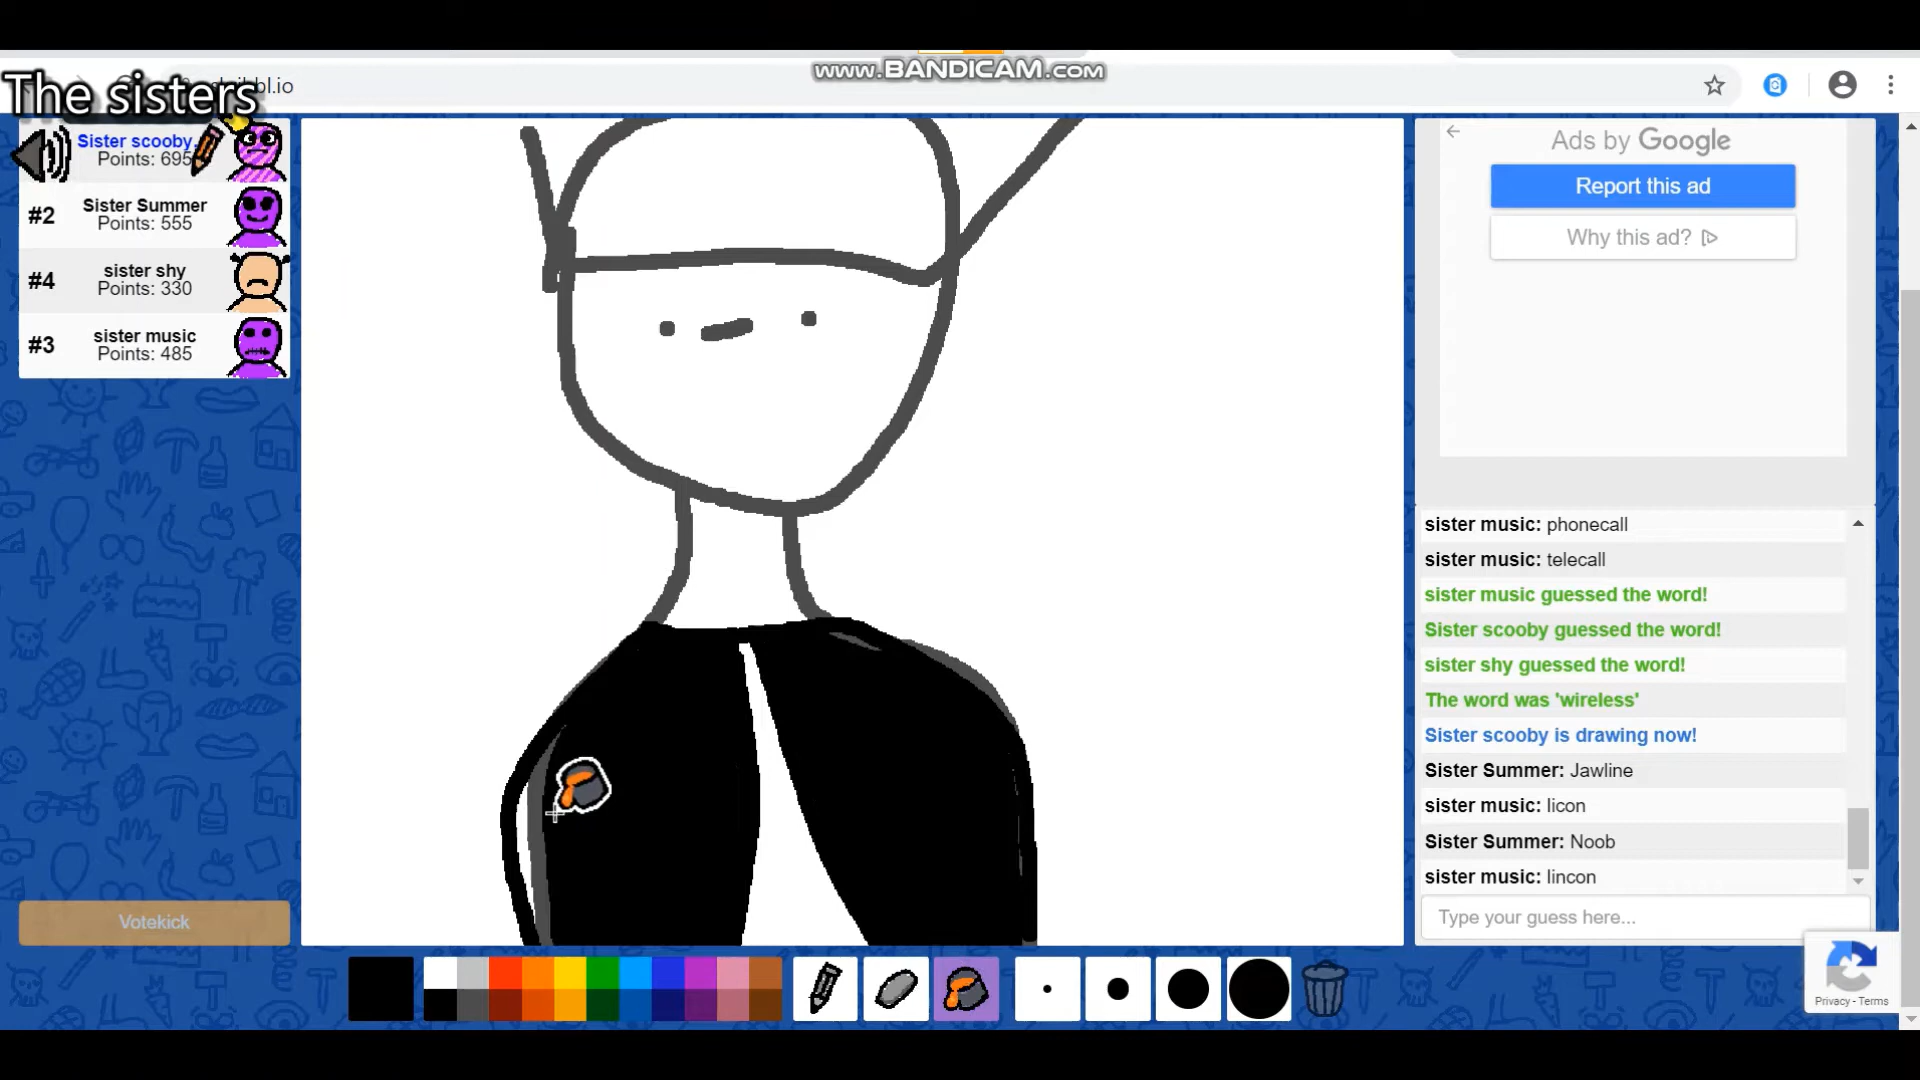 www.BANDICAM.com
The sisters
bl.io
Sister scooby
Points: 695
#2
Sister Summer
Points: 555
#4
sister shy
Points: 330
#3
sister music
Points: 485
Votekick
Ads by Google
Report this ad
Why this ad?
sister music: phonecall
sister music: telecall
sister music guessed the word!
Sister scooby guessed the word!
sister shy guessed the word!
The word was 'wireless'
Sister scooby is drawing now!
Sister Summer: Jawline
sister music: licon
Sister Summer: Noob
sister music: lincon
Type your guess here...
Privacy - Terms